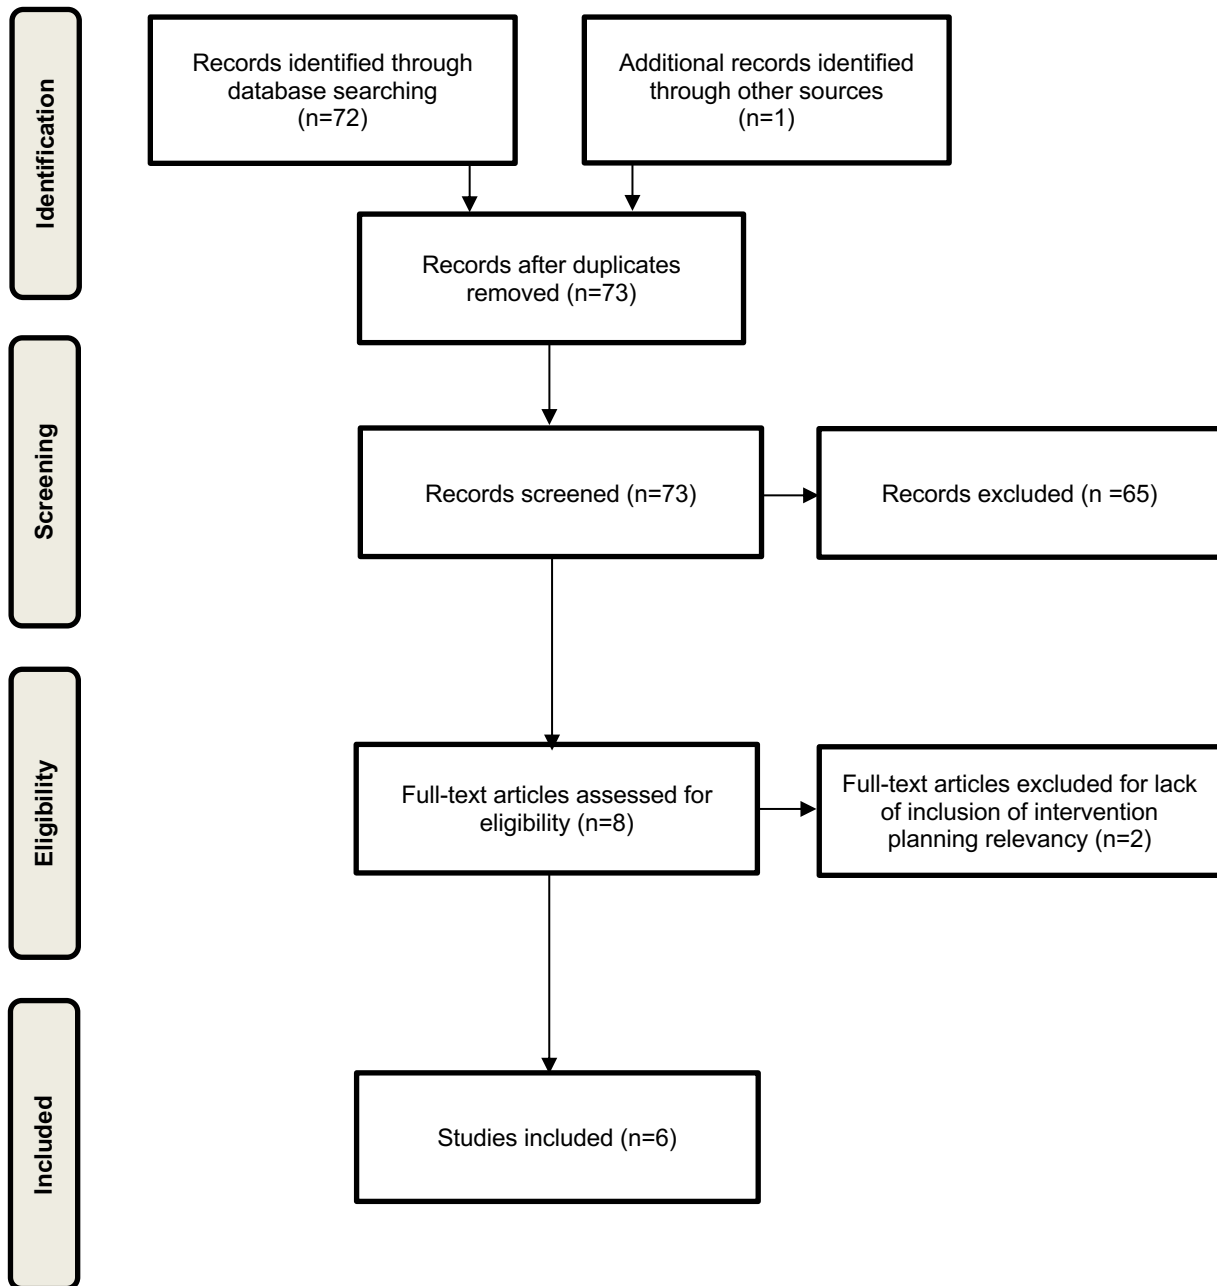 Identification
Records identified through
database searching
(n=72)
Additional records identified
through other sources
(n=1)
Records after duplicates
removed (n=73)
Screening
Records screened (n=73)
Records excluded (n =65)
Eligibility
Full-text articles assessed for
eligibility (n=8)
Full-text articles excluded for lack
of inclusion of intervention
planning relevancy (n=2)
Included
Studies included (n=6)